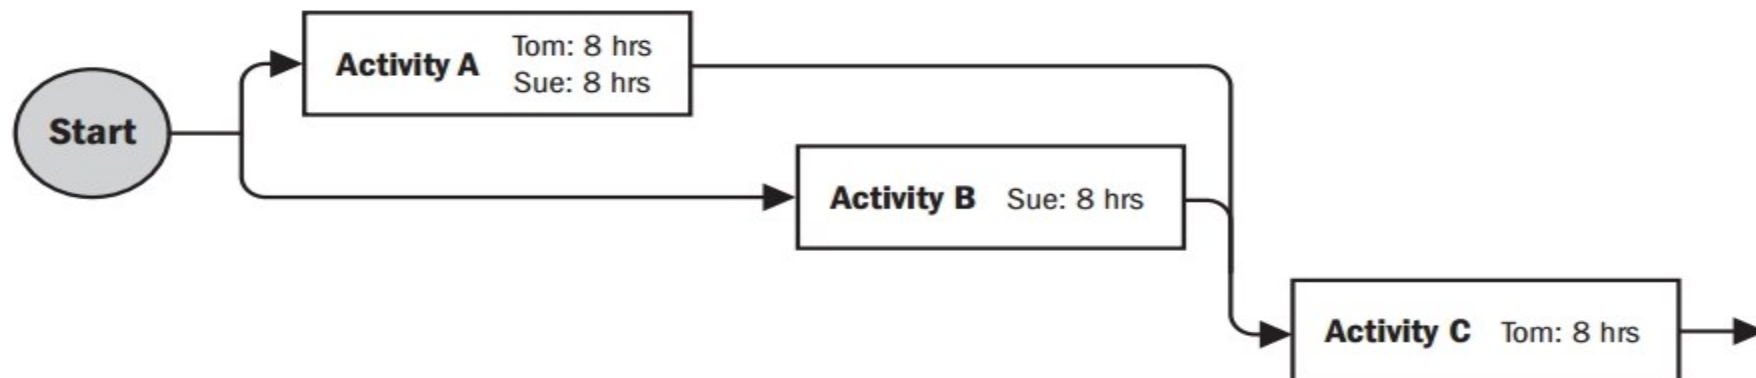 Start
Activity A
Tom: 8 hrs
Sue: 8 hrs
Activity B Sue: 8 hrs
Activity C Tom: 8 hrs